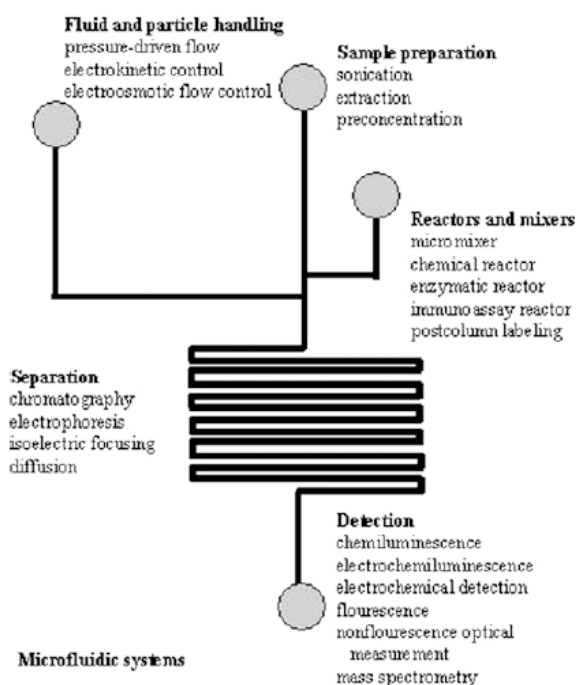 Fluid and particle handling
pressure-driven flow
electrokinetic control
electroosmotic flow control
Sample preparation
sonication
extraction
preconcentration
Reactors and mixers
micromixer
chemical reactor
enzymatic reactor
immunoassay reactor
postcolumn labeling
Separation
chromatography
electrophoresis
isoelectric focusing
diffusion
Detection
chemiluminescence
electrochemiluminescence
electrochemical detection
flourescence
nonflourescence optical
measurement
mass spectrometry
Microfluidic systems